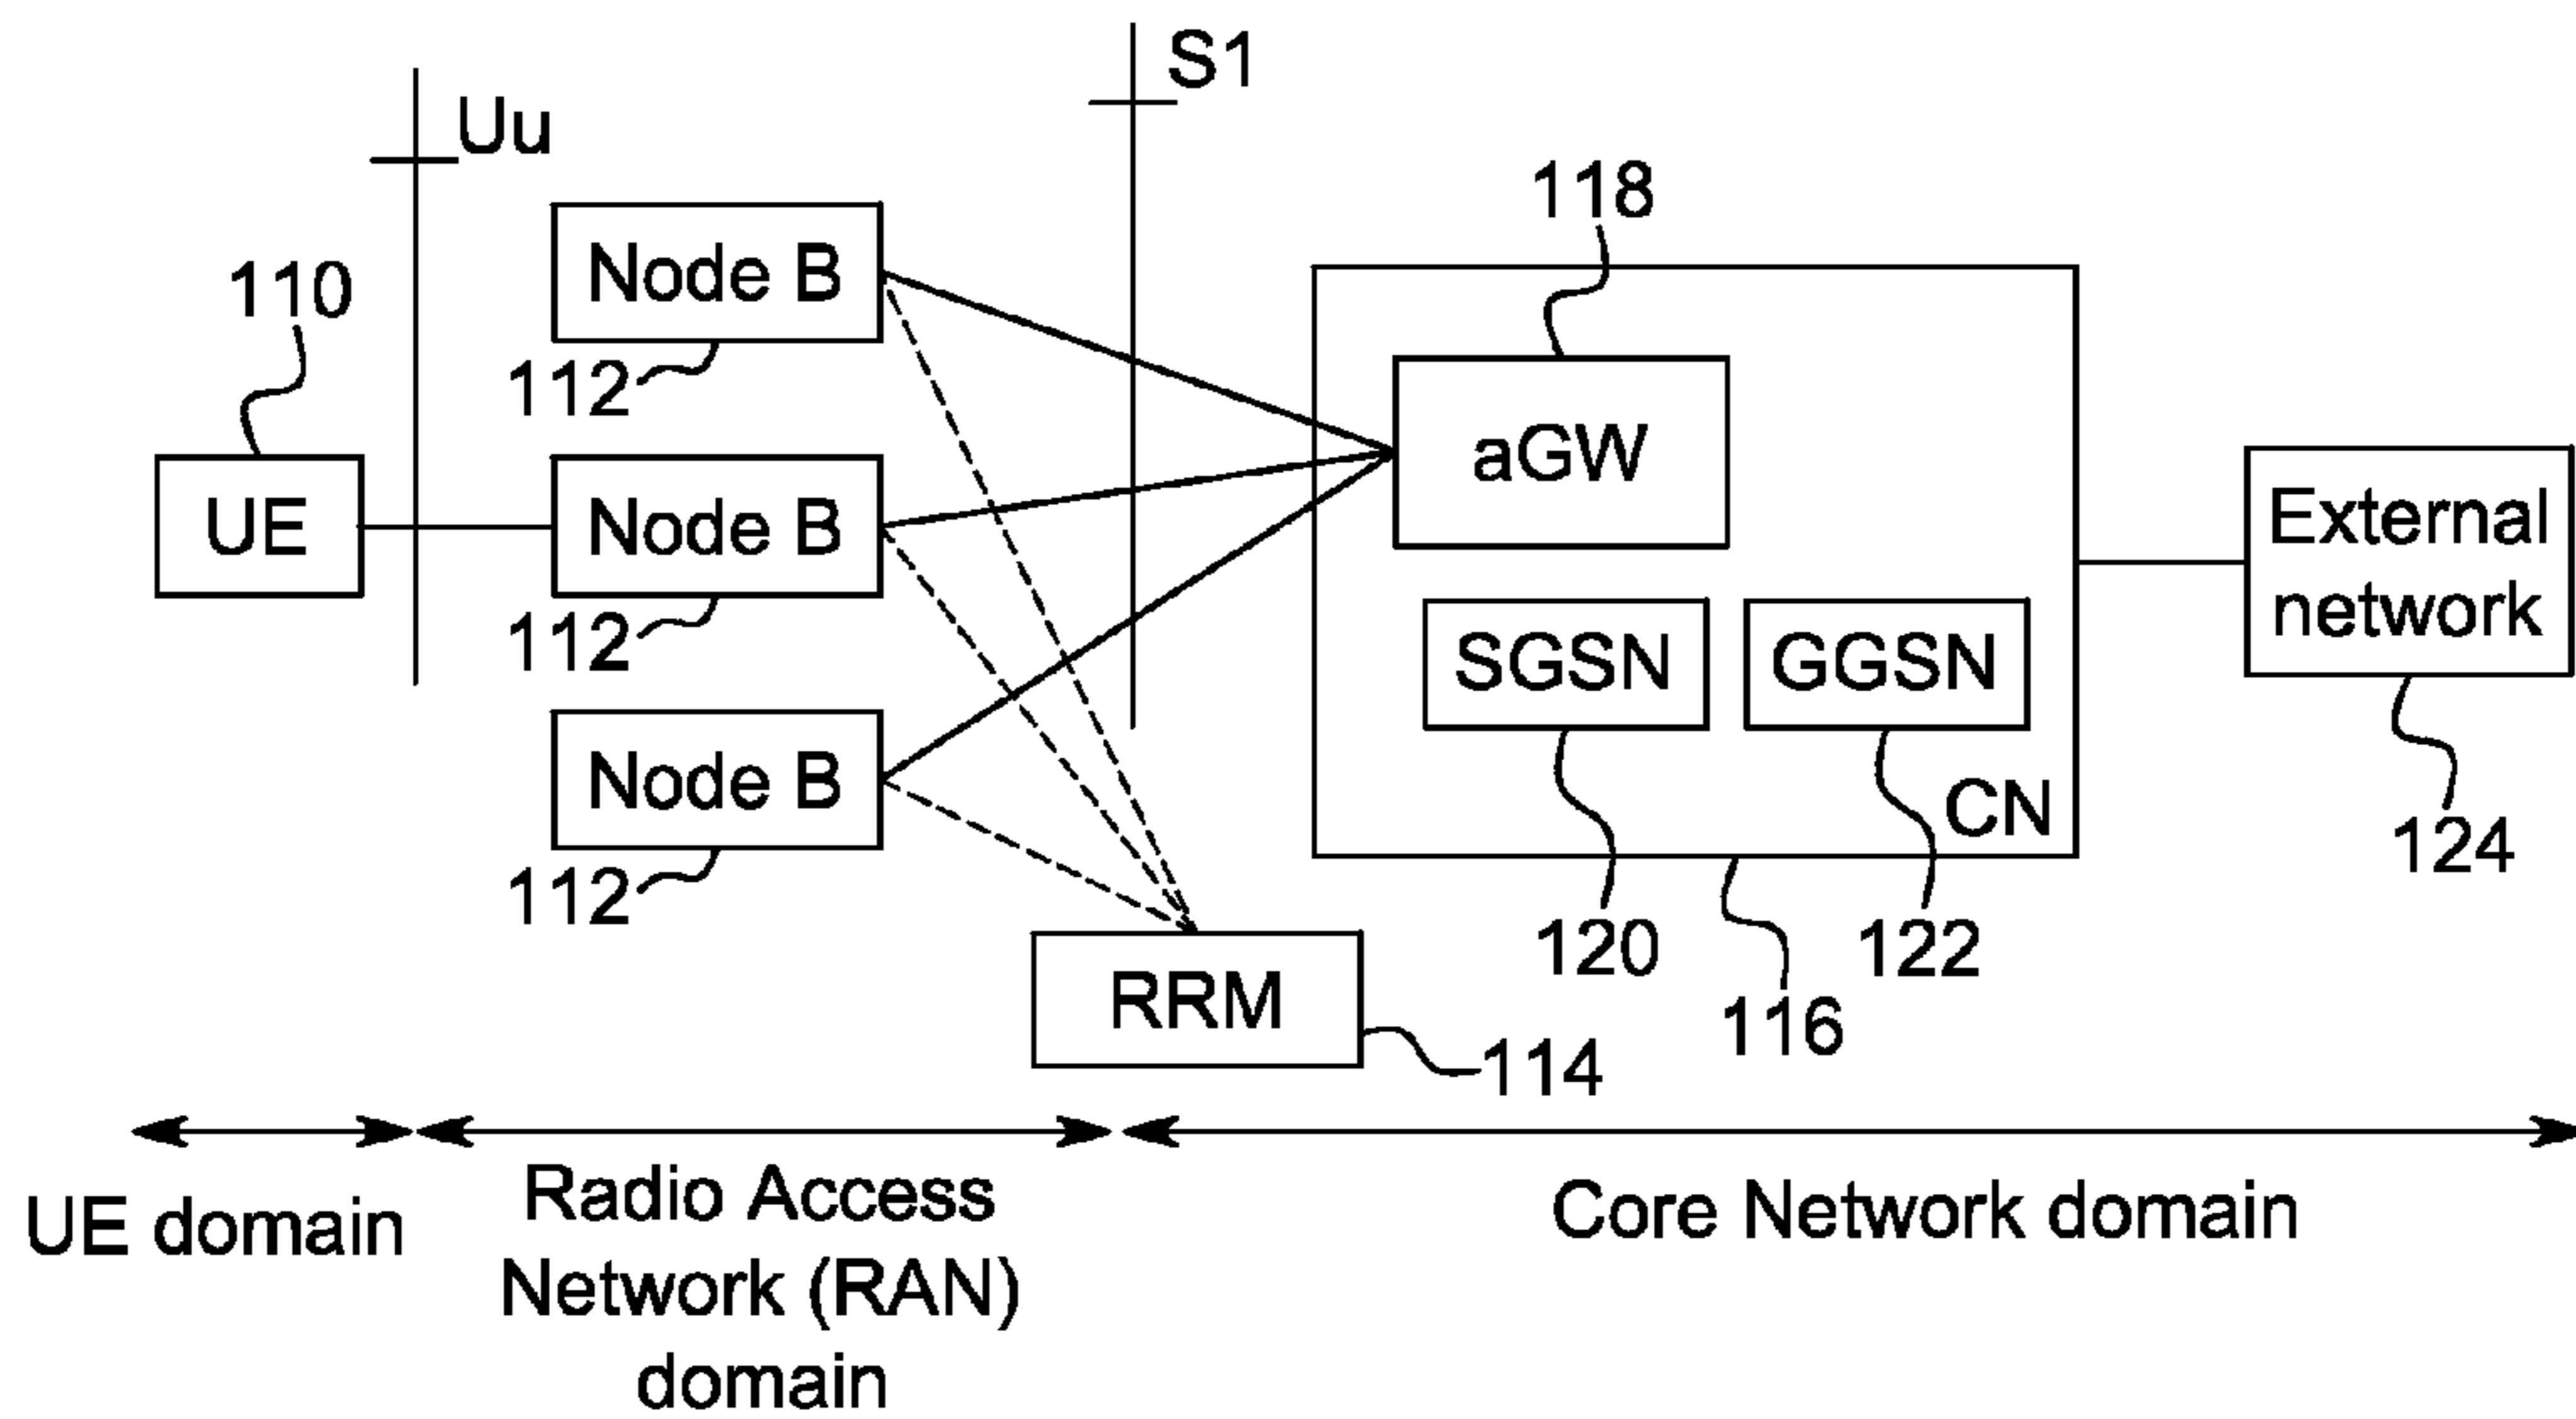 S1
Uu
118
Node B
110
112
aGW
External
network
UE
Node B
112
SGSN
GGSN
Node B
CN
112
124
120
122
RRM
116
114
UE domain
Radio Access
Network (RAN)
domain
Core Network domain